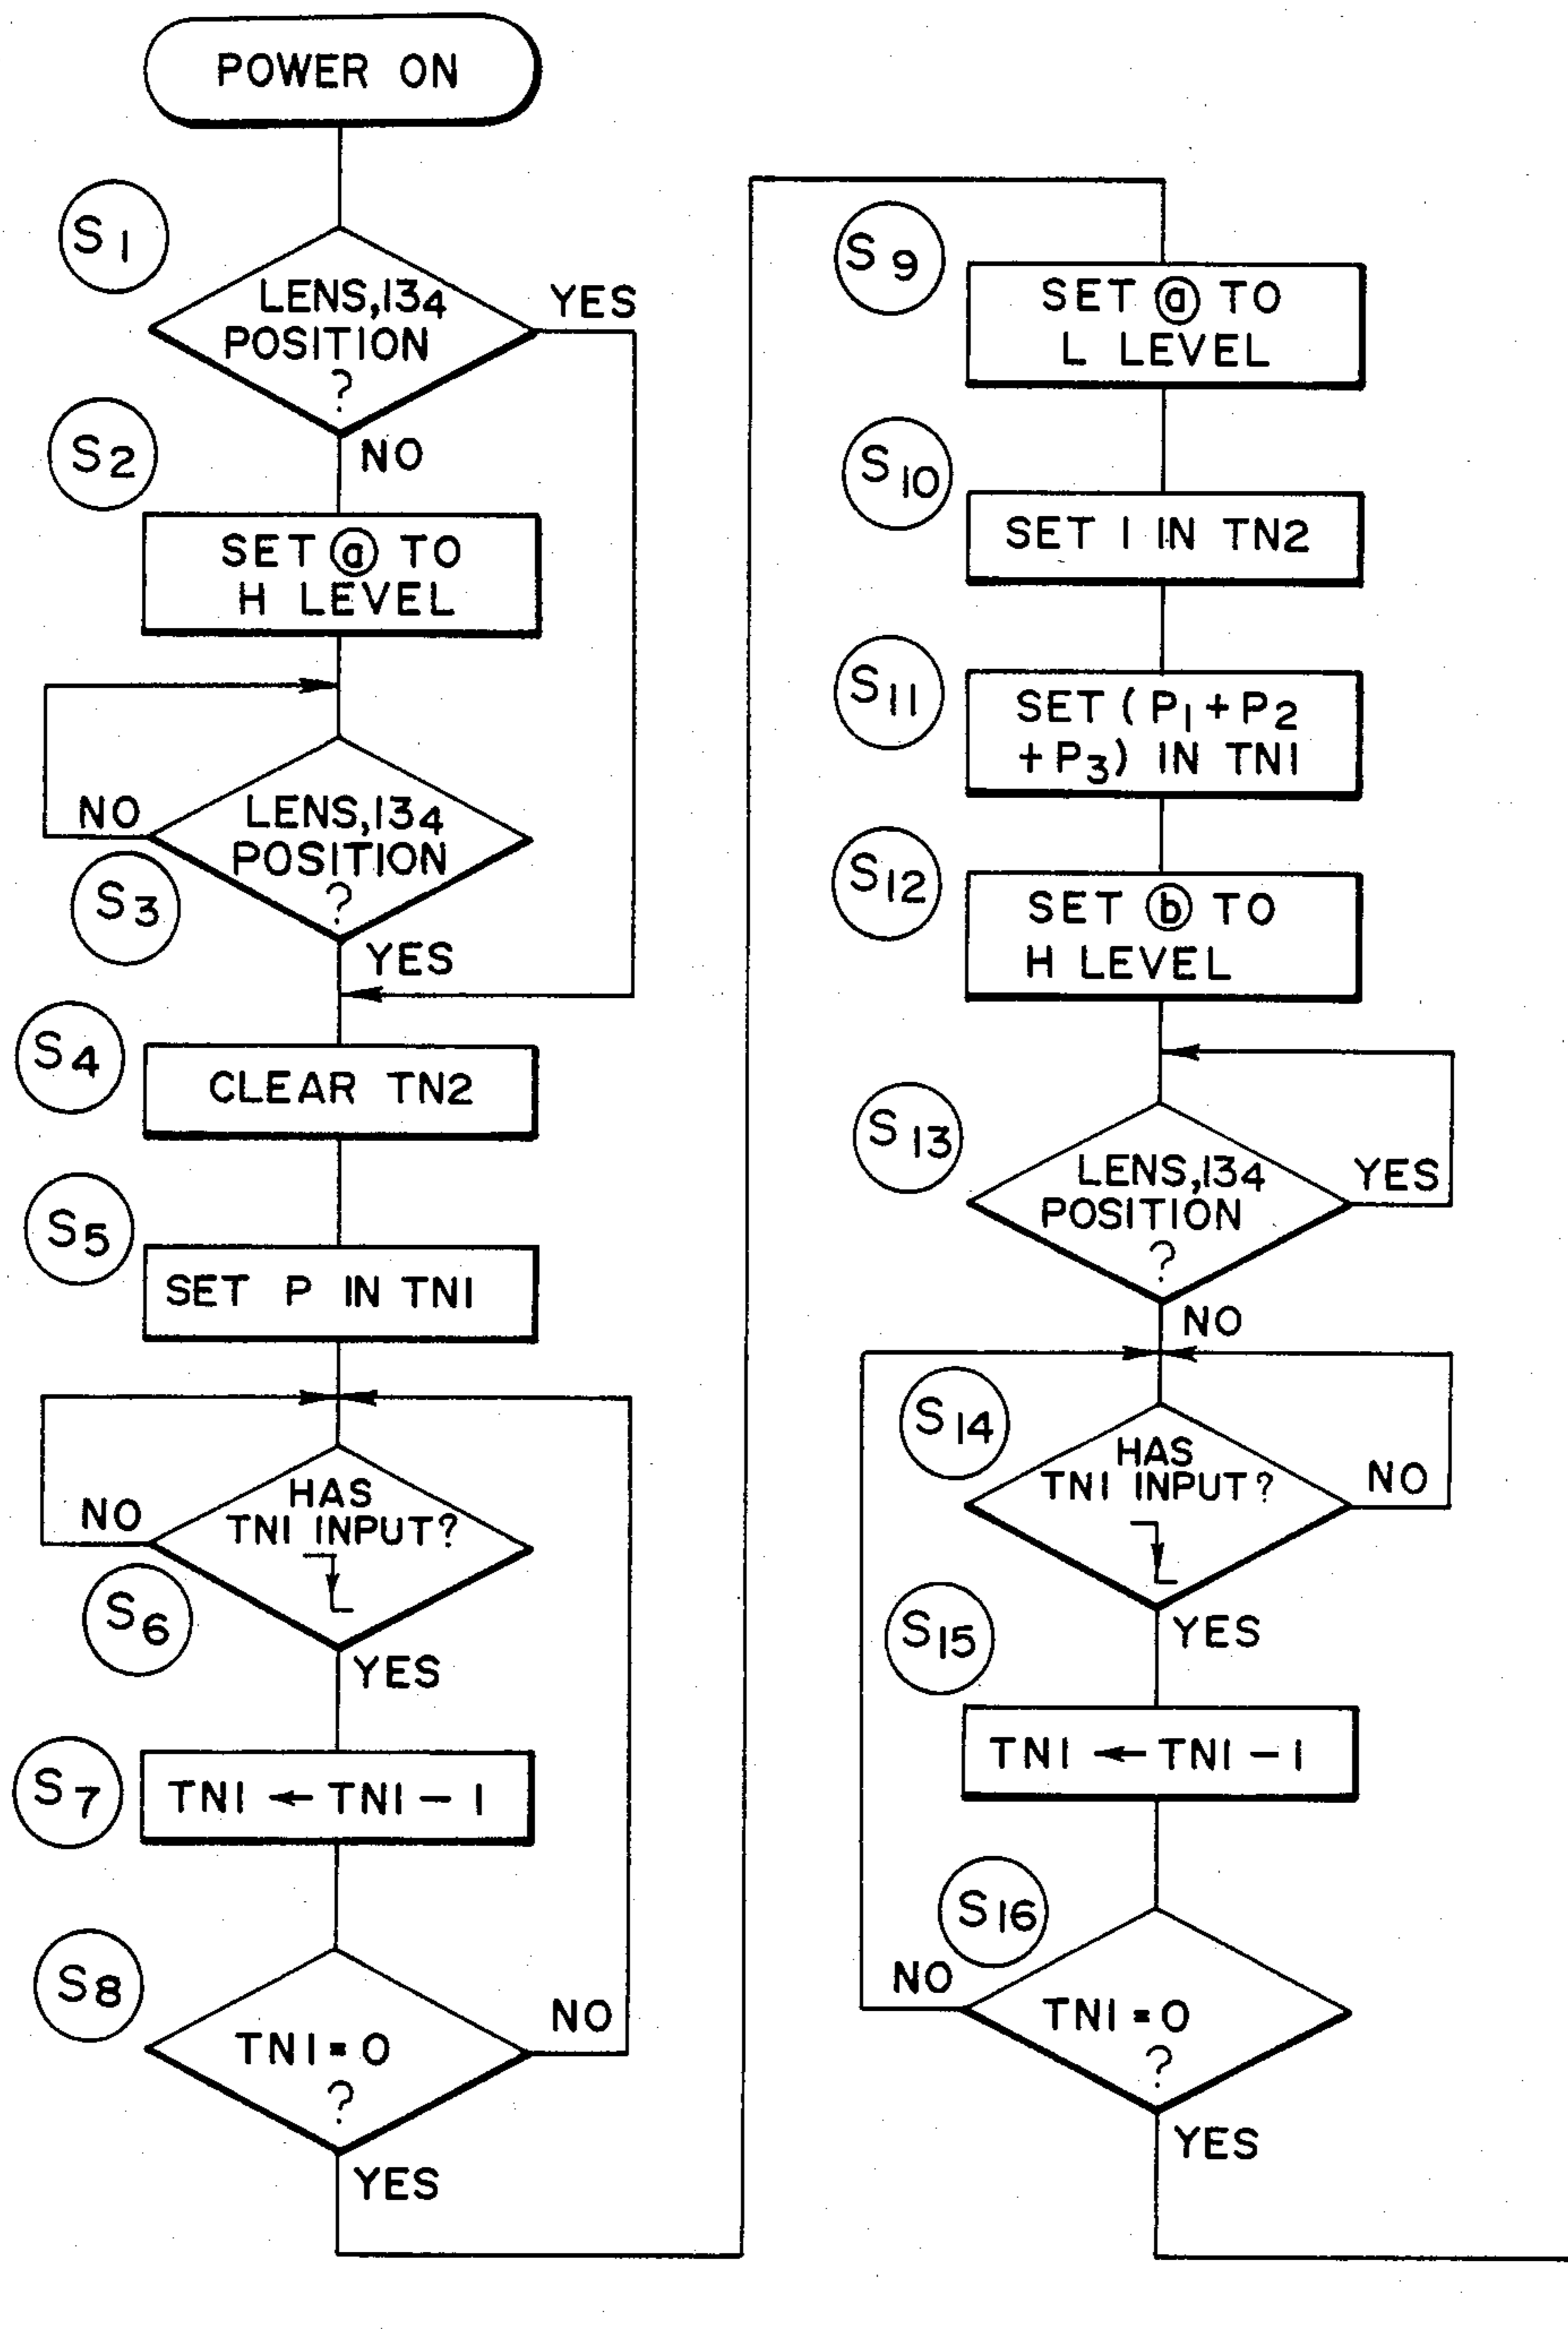 POWER ON
S1
LENS,134
POSITION
?
YES
NO
S2
SET ⓐ TO
H LEVEL
LENS,134
POSITION
?
NO
S3
YES
S4
CLEAR TN2
S5
SET P IN TN1
HAS
TN1 INPUT?
NO
S6
YES
S7
TN1 ← TN1 - 1
S8
TN1 = 0
?
NO
YES
S9
SET ⓐ TO
L LEVEL
S10
SET 1 IN TN2
S11
SET (P1 + P2
+ P3) IN TN1
S12
SET ⓑ TO
H LEVEL
S13
LENS,134
POSITION
?
YES
NO
S14
HAS
TN1 INPUT?
NO
YES
S15
TN1 ← TN1 - 1
S16
NO
TN1 = 0
?
YES